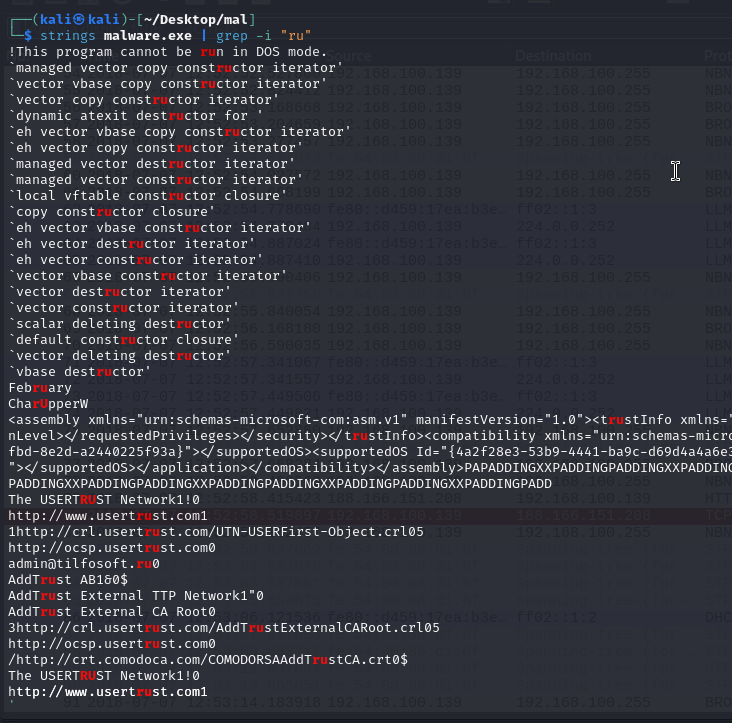 ┌──(kali㉿kali)-[~/Desktop/mal]
└─$ strings malware.exe | grep -i "ru"
!This program cannot be run in DOS mode.
`managed vector copy constructor iterator'
`vector vbase copy constructor iterator'
`vector copy constructor iterator'
`dynamic atexit destructor for '
`eh vector vbase copy constructor iterator'
`eh vector copy constructor iterator'
`managed vector destructor iterator'
`managed vector constructor iterator'
`local vftable constructor closure'
`copy constructor closure'
`eh vector vbase constructor iterator'
`eh vector destructor iterator'
`eh vector constructor iterator'
`vector vbase constructor iterator'
`vector destructor iterator'
`vector constructor iterator'
`scalar deleting destructor'
`default constructor closure'
`vector deleting destructor'
`vbase destructor'
February
CharUpperW
<assembly xmlns="urn:schemas-microsoft-com:asm.v1" manifestVersion="1.0"><trustInfo xmlns="
nLevel></requestedPrivileges></security></trustInfo><compatibility xmlns="urn:schemas-micro
fbd-8e2d-a2440225f93a}"></supportedOS><supportedOS Id="{4a2f28e3-53b9-4441-ba9c-d69d4a4a6e3
"></supportedOS></application></compatibility></assembly>PAPADDINGXXPADDINGPADDINGXXPADDING
PADDINGXXPADDINGPADDINGXXPADDINGPADDINGXXPADDINGPADDINGXXPADDINGPADD
The USERTRUST Network1!0
http://www.usertrust.com1
1http://crl.usertrust.com/UTN-USERFirst-Object.crl05
http://ocsp.usertrust.com0
admin@tilfosoft.ru0
AddTrust AB1&0$
AddTrust External TTP Network1"0
AddTrust External CA Root0
3http://crl.usertrust.com/AddTrustExternalCARoot.crl05
http://ocsp.usertrust.com0
/http://crt.comodoca.com/COMODORSAAddTrustCA.crt0$
The USERTRUST Network1!0
http://www.usertrust.com1
'